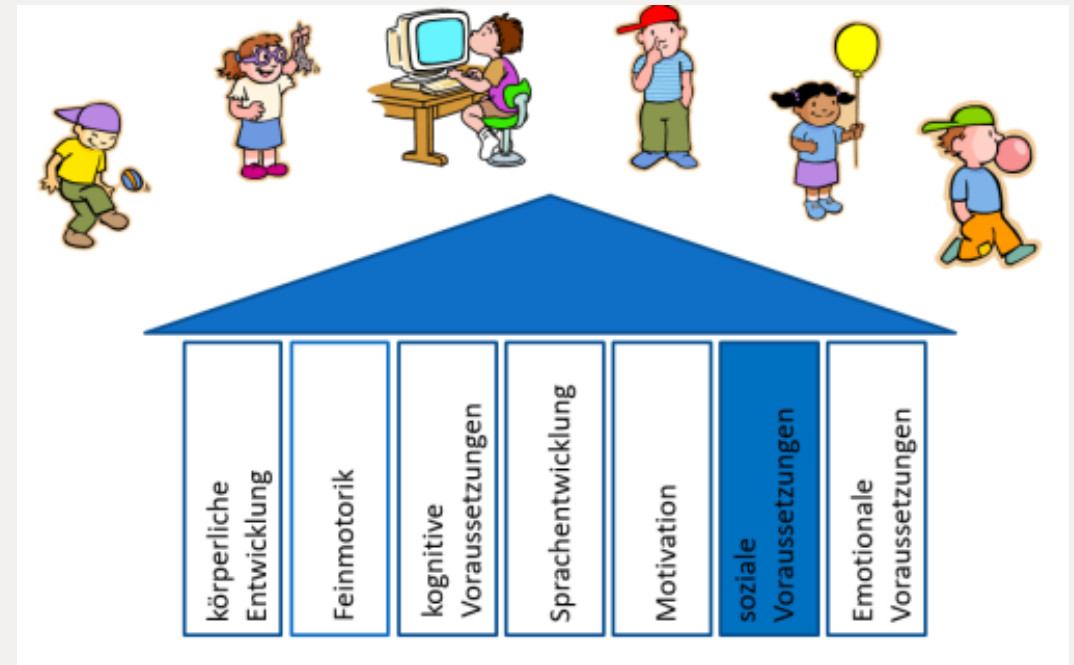 körperliche
Entwicklung
Feinmotorik
kognitive
Voraussetzungen
Sprachentwicklung
Motivation
soziale
Voraussetzungen
Emotionale
Voraussetzungen